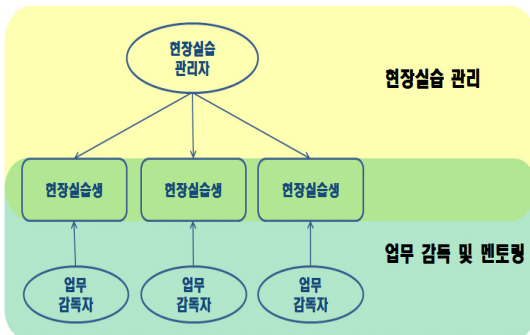 현장실습
관리자
현장실습 관리
현장실습생 현장실습생 현장실습생
업무 감독 및 멘토링
업무 업무 업무
감독자 감독자 감독자